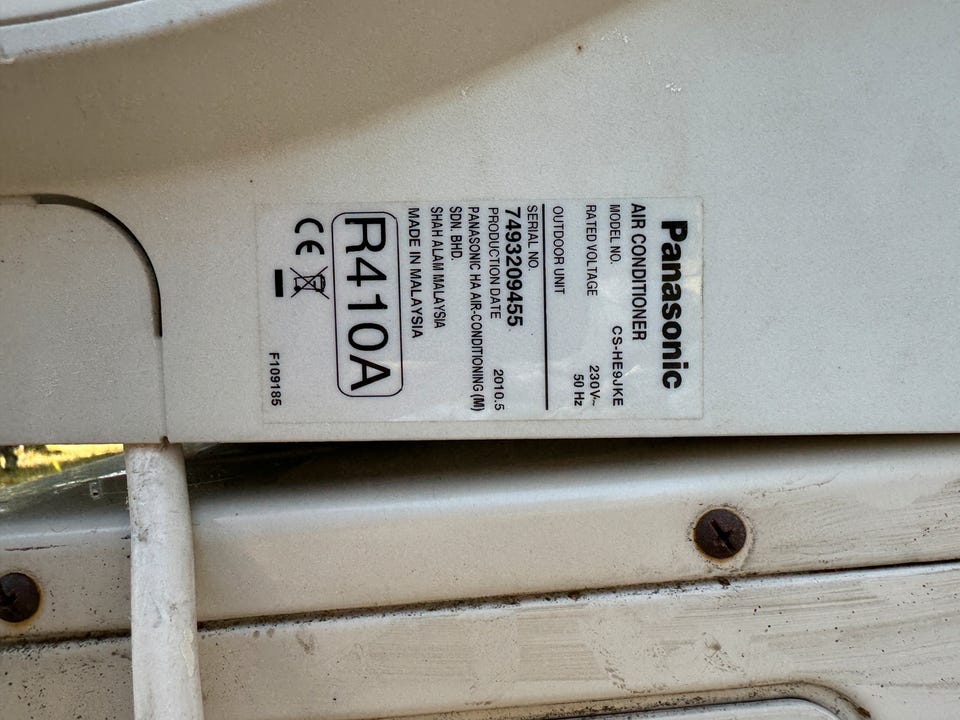 Panasonic
AIR CONDITIONER
MODEL NO. CS-HE9JKE
RATED VOLTAGE 230V~
50 Hz
OUTDOOR UNIT
SERIAL NO.
7493209455
PRODUCTION DATE 2010.5
PANASONIC HA AIR-CONDITIONING (M)
SDN. BHD.
SHAH ALAM MALAYSIA
MADE IN MALAYSIA
R410A
CE
F109185